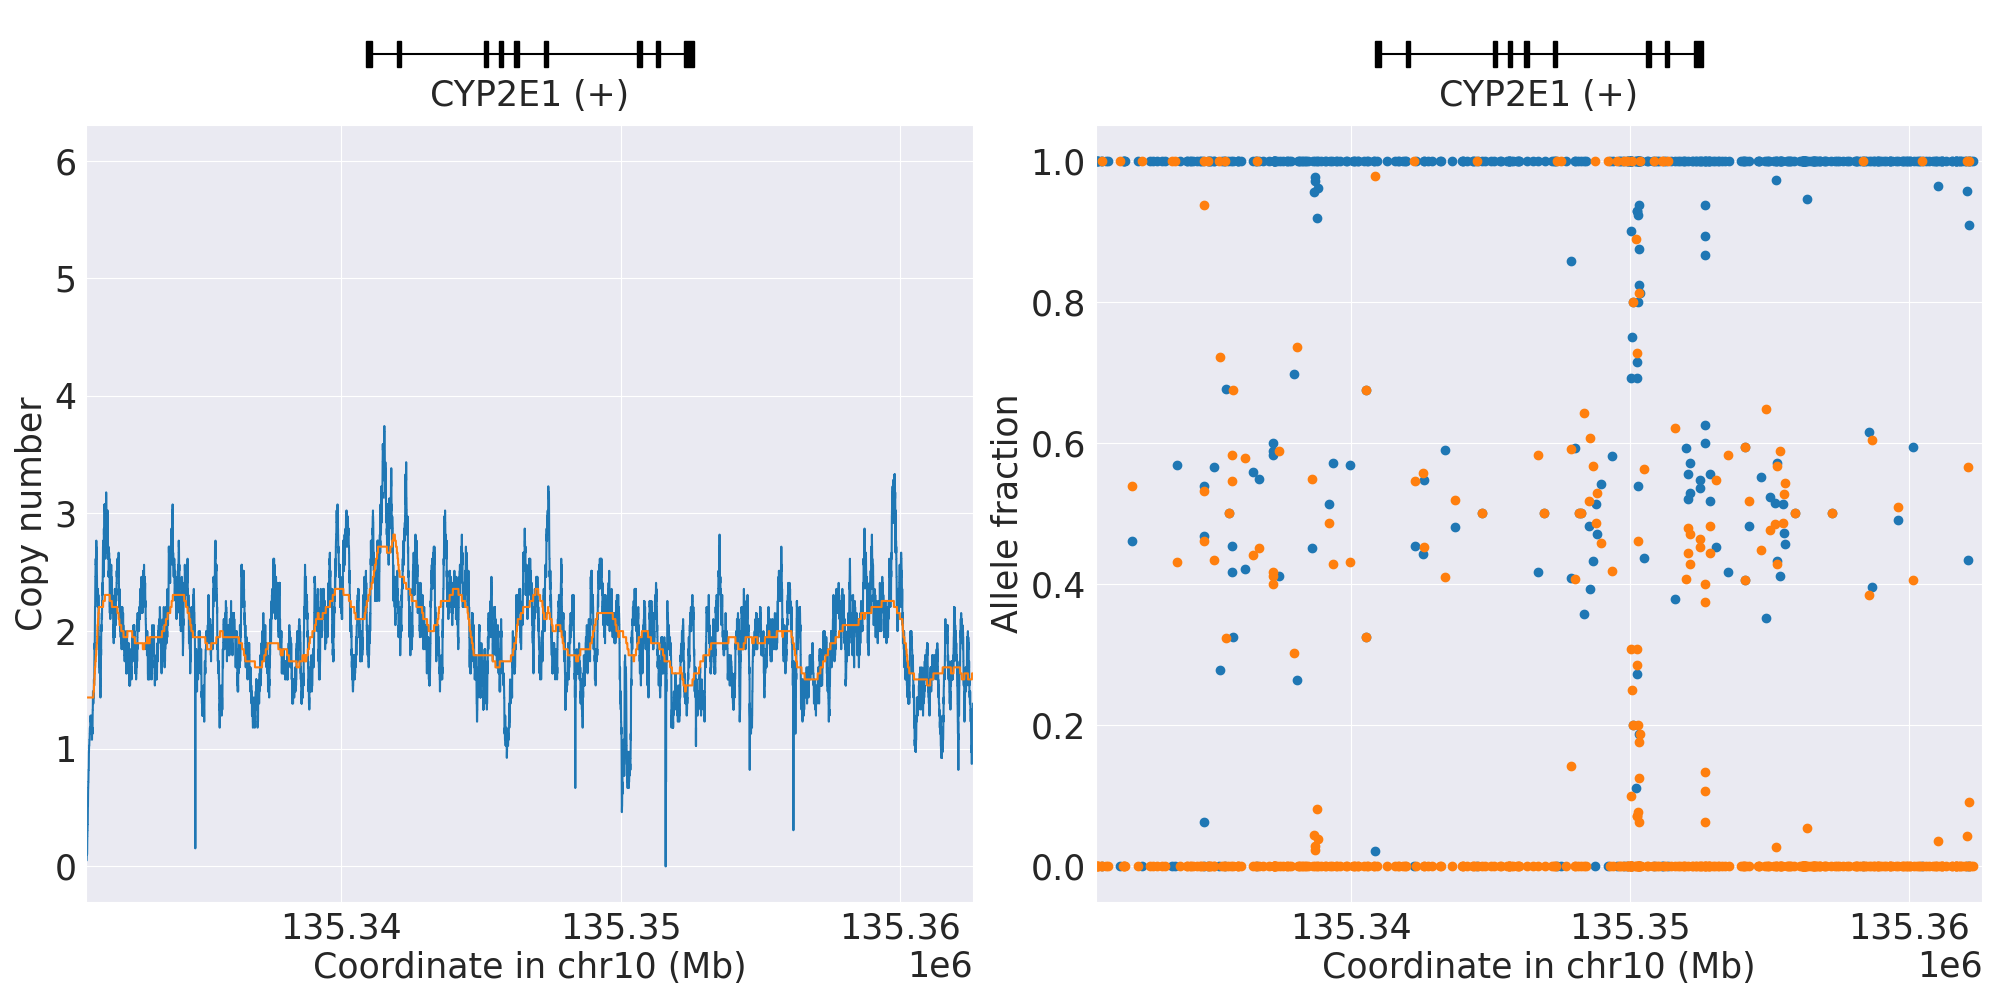 CYP2E1 (+)
6
5
4
3
2
1
0
Copy number
135.34
135.35
135.36
Coordinate in chr10 (Mb)
1e6
CYP2E1 (+)
1.0
0.8
0.6
0.4
0.2
0.0
Allele fraction
135.34
135.35
135.36
Coordinate in chr10 (Mb)
1e6